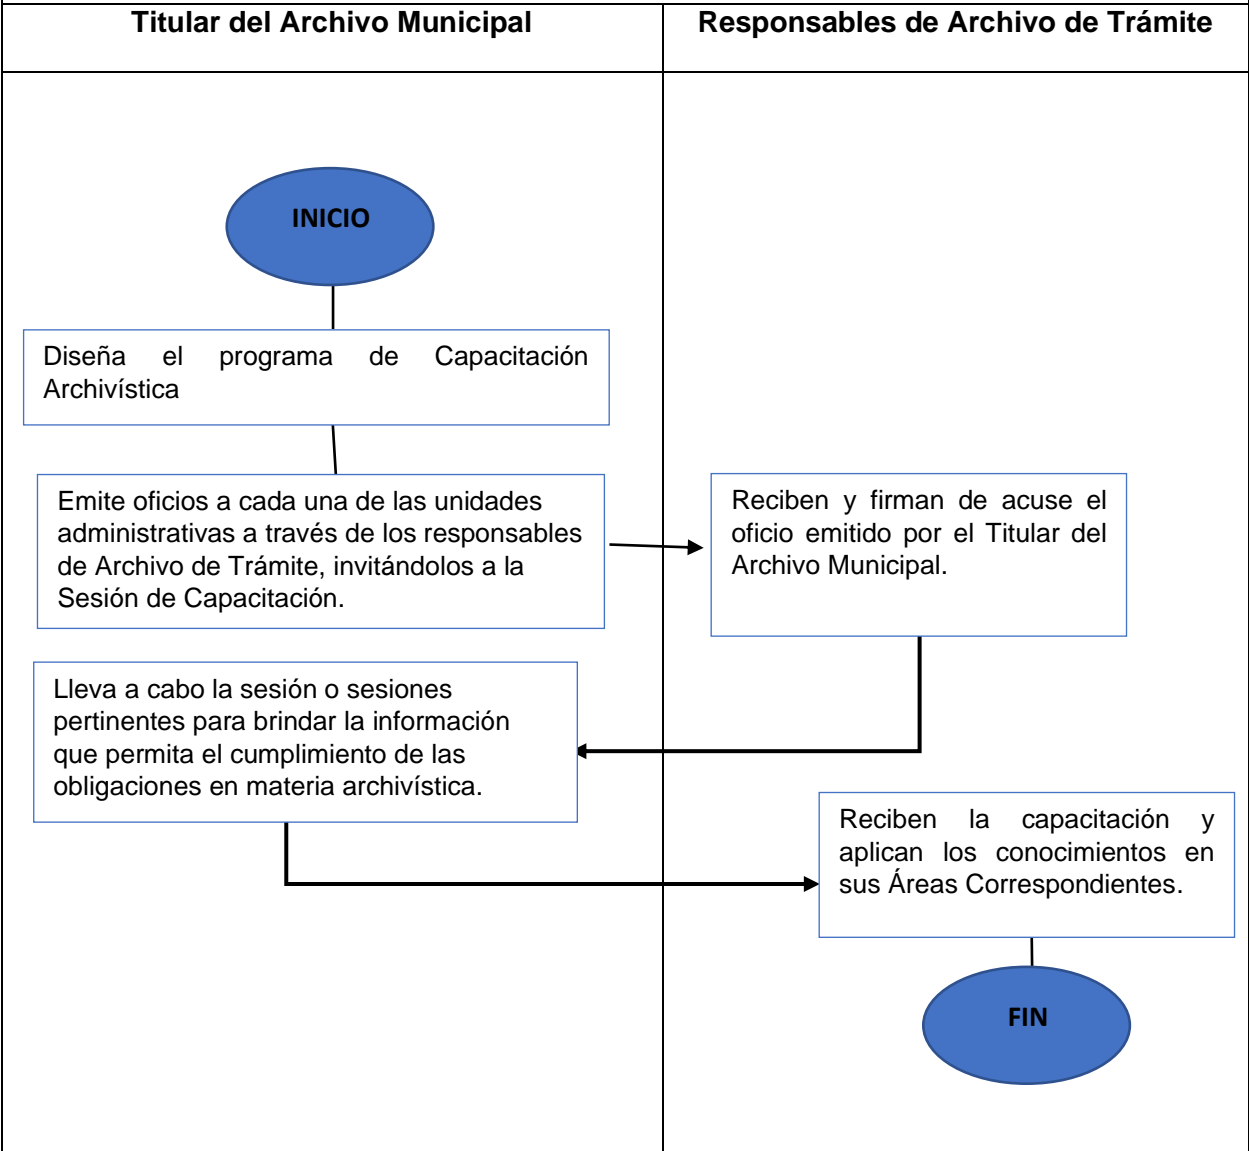 Titular del Archivo Municipal
Responsables de Archivo de Trámite
INICIO
Diseña el programa de Capacitación
Archivística
Emite oficios a cada una de las unidades
administrativas a través de los responsables
de Archivo de Trámite, invitándolos a la
Sesión de Capacitación.
Reciben y firman de acuse el
oficio emitido por el Titular del
Archivo Municipal.
Lleva a cabo la sesión o sesiones
pertinentes para brindar la información
que permita el cumplimiento de las
obligaciones en materia archivística.
Reciben la capacitación y
aplican los conocimientos en
sus Áreas Correspondientes.
FIN